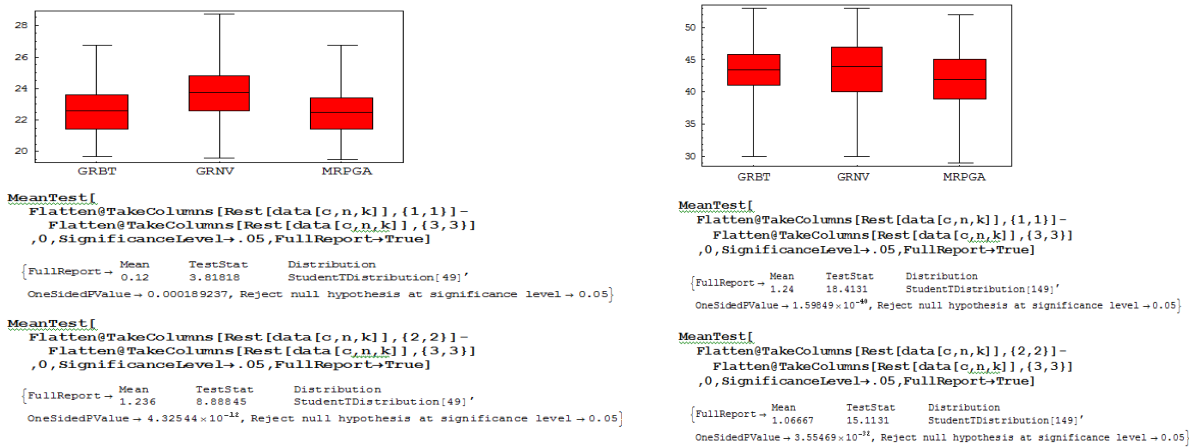 28
26
24
22
20
GRBT GRNV MRPGA
MeanTest[
Flatten@TakeColumns[Rest[data[c,n,k]],{1,1}]-
Flatten@TakeColumns[Rest[data[c,n,k]],{3,3}]
,0,SignificanceLevel→.05,FullReport→True]
Mean TestStat Distribution
{FullReport→ 0.12 3.81818 StudentTDistribution[49],
OneSidedPValue→0.000189237, Reject null hypothesis at significance level→0.05}
MeanTest[
Flatten@TakeColumns[Rest[data[c,n,k]],{2,2}]-
Flatten@TakeColumns[Rest[data[c,n,k]],{3,3}]
,0,SignificanceLevel→.05,FullReport→True]
Mean TestStat Distribution
{FullReport→ 1.236 8.88845 StudentTDistribution[49],
OneSidedPValue→4.32544×10⁻¹², Reject null hypothesis at significance level→0.05}
50
45
40
35
30
GRBT GRNV MRPGA
MeanTest[
Flatten@TakeColumns[Rest[data[c,n,k]],{1,1}]-
Flatten@TakeColumns[Rest[data[c,n,k]],{3,3}]
,0,SignificanceLevel→.05,FullReport→True]
Mean TestStat Distribution
{FullReport→ 1.24 18.4131 StudentTDistribution[149],
OneSidedPValue→1.59849×10⁻⁴⁰, Reject null hypothesis at significance level→0.05}
MeanTest[
Flatten@TakeColumns[Rest[data[c,n,k]],{2,2}]-
Flatten@TakeColumns[Rest[data[c,n,k]],{3,3}]
,0,SignificanceLevel→.05,FullReport→True]
Mean TestStat Distribution
{FullReport→ 1.06667 15.1131 StudentTDistribution[149],
OneSidedPValue→3.55469×10⁻³², Reject null hypothesis at significance level→0.05}